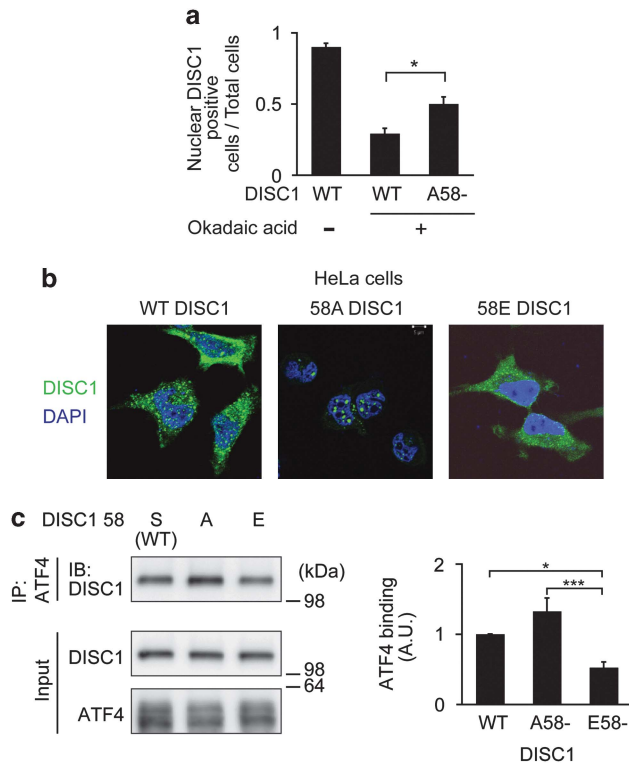 a
Nuclear DISC1
positive
cells / Total cells
1
0.5
0
*
DISC1 WT WT A58-
Okadaic acid - +
b
HeLa cells
WT DISC1 58A DISC1 58E DISC1
DISC1
DAPI
c
DISC1 58 S A E
(WT)
IP:
ATF4
IB:
DISC1
(kDa)
98
Input
DISC1
98
64
ATF4
ATF4 binding
(A.U.)
2
1
0
*
***
WT A58- E58-
DISC1